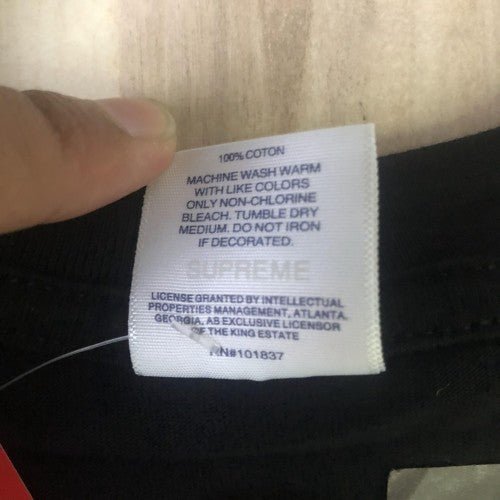 100% COTON
MACHINE WASH WARM
WITH LIKE COLORS
ONLY NON-CHLORINE
BLEACH. TUMBLE DRY
MEDIUM. DO NOT IRON
IF DECORATED.
SUPREME
LICENSE GRANTED BY INTELLECTUAL
PROPERTIES MANAGEMENT, ATLANTA.
GEORGIA, AS EXCLUSIVE LICENSOR
OF THE KING ESTATE
RN#101837